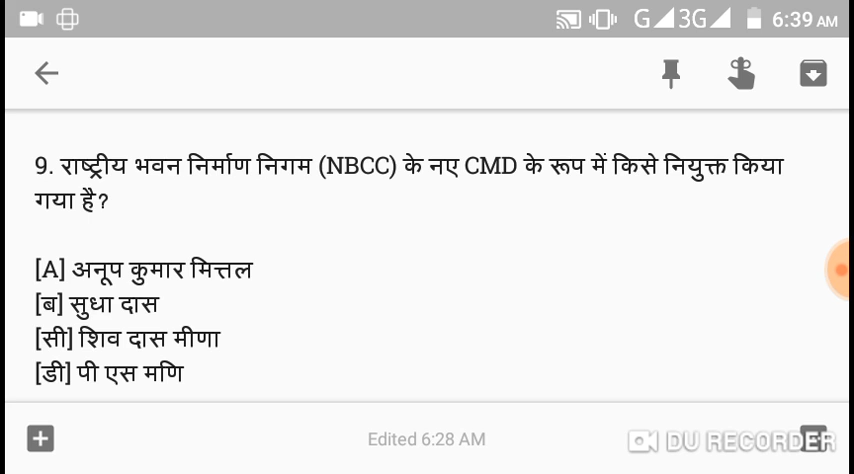 G 3G 6:39 AM
9. राष्ट्रीय भवन निर्माण निगम (NBCC) के नए CMD के रूप में किसे नियुक्त किया
गया है?
[A] अनूप कुमार मित्तल
[ब] सुधा दास
[सी] शिव दास मीणा
[डी] पी एस मणि
Edited 6:28 AM
DU RECORDER